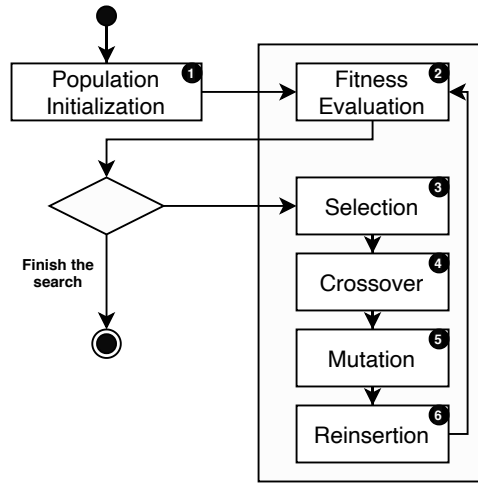 1
Population
Initialization
2
Fitness
Evaluation
3
Selection
4
Crossover
Finish the
search
5
Mutation
6
Reinsertion